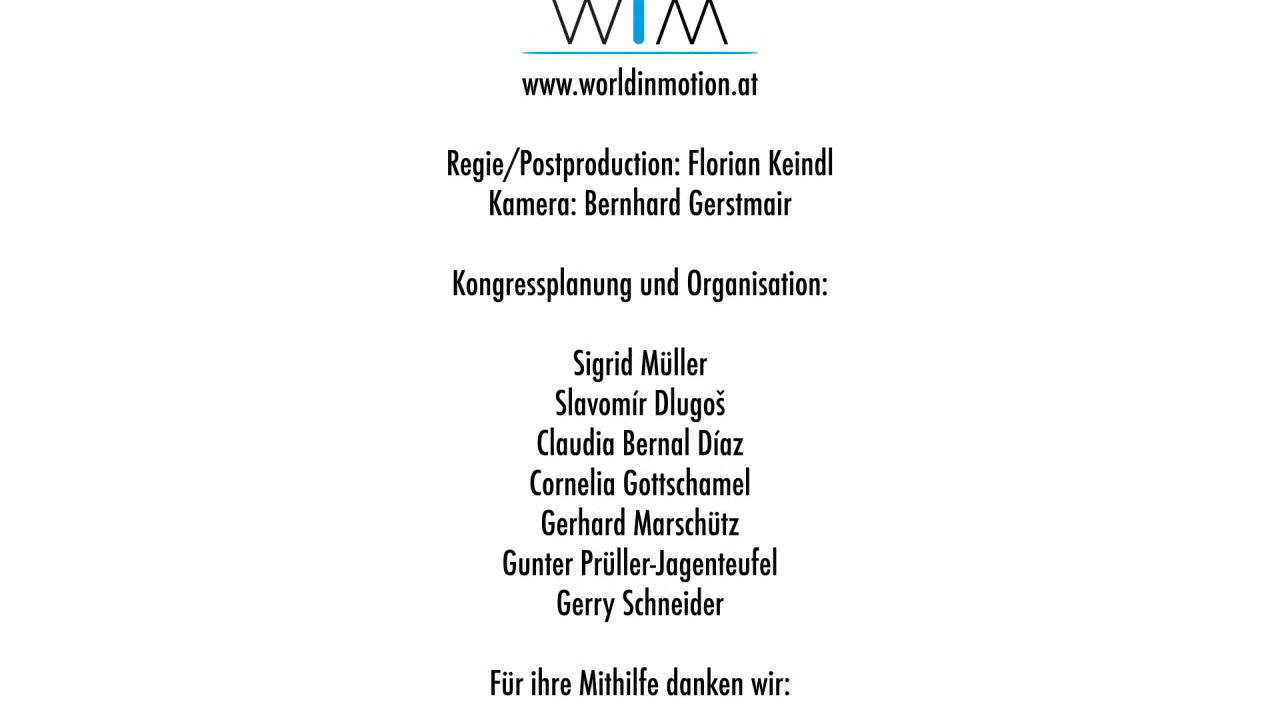 WIM
www.worldinmotion.at
Regie/Postproduction: Florian Keindl
Kamera: Bernhard Gerstmair
Kongressplanung und Organisation:
Sigrid Müller
Slavomír Dlugoš
Claudia Bernal Díaz
Cornelia Gottschamel
Gerhard Marschütz
Gunter Prüller-Jagenteufel
Gerry Schneider
Für ihre Mithilfe danken wir: